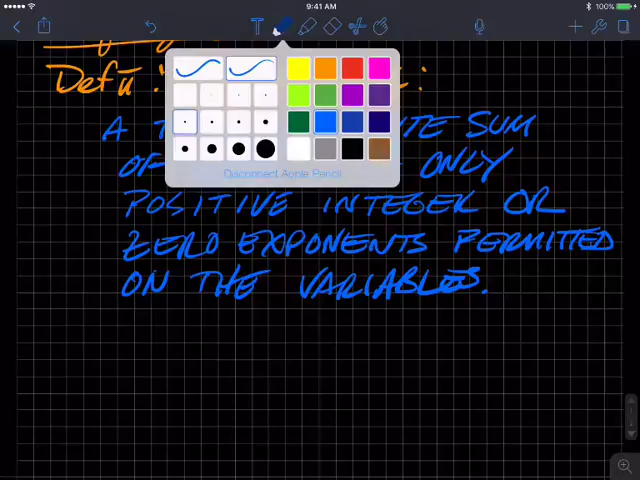 9:41 AM
100%
T
Def n̄ :
A T ITE SUM
OF ONLY
Disconnect Apple Pencil
POSITIVE INTEGER OR
ZERO EXPONENTS PERMITTED
ON THE VARIABLES.